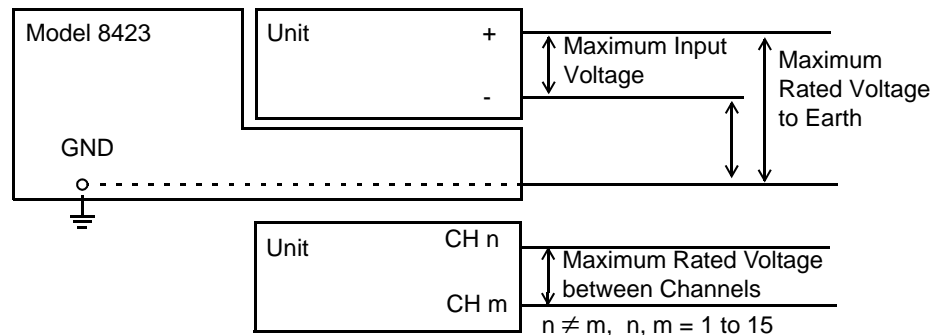 Model 8423
Unit
+
-
GND
Maximum Input
Voltage
Maximum
Rated Voltage
to Earth
Unit
CH n
CH m
Maximum Rated Voltage
between Channels
n ≠ m, n, m = 1 to 15